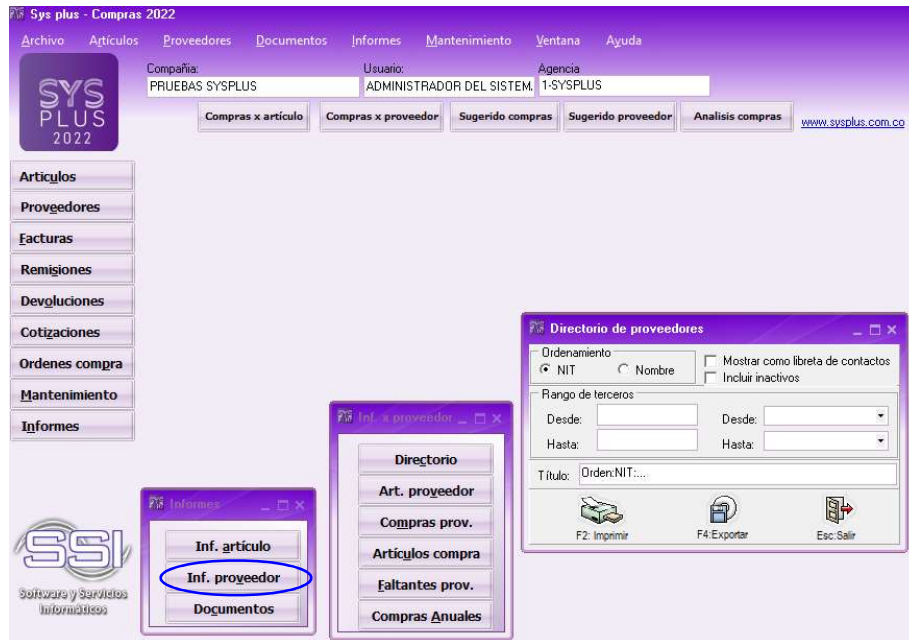 Sys plus - Compras 2022
Archivo Artículos Proveedores Documentos Informes Mantenimiento Ventana Ayuda
SYS
PLUS
2022
Compañia: Usuario: Agencia
PRUEBAS SYSPLUS ADMINISTRADOR DEL SISTEM 1-SYSPLUS
Compras x artículo Compras x proveedor Sugerido compras Sugerido proveedor Analisis compras www.sysplus.com.co
Articulos
Proveedores
Facturas
Remisiones
Devoluciones
Cotizaciones
Ordenes compra
Mantenimiento
Informes
SSI
Software y Servicios
Informáticos
Informes
Inf. artículo
Inf. proveedor
Documentos
Inf. x proveedor
Directorio
Art. proveedor
Compras prov.
Artículos compra
Faltantes prov.
Compras Anuales
Directorio de proveedores
Ordenamiento
NIT Nombre
Mostrar como libreta de contactos
Incluir inactivos
Rango de terceros
Desde: Desde:
Hasta: Hasta:
Título: Orden:NIT:...
F2: Imprimir F4:Exportar Esc:Salir